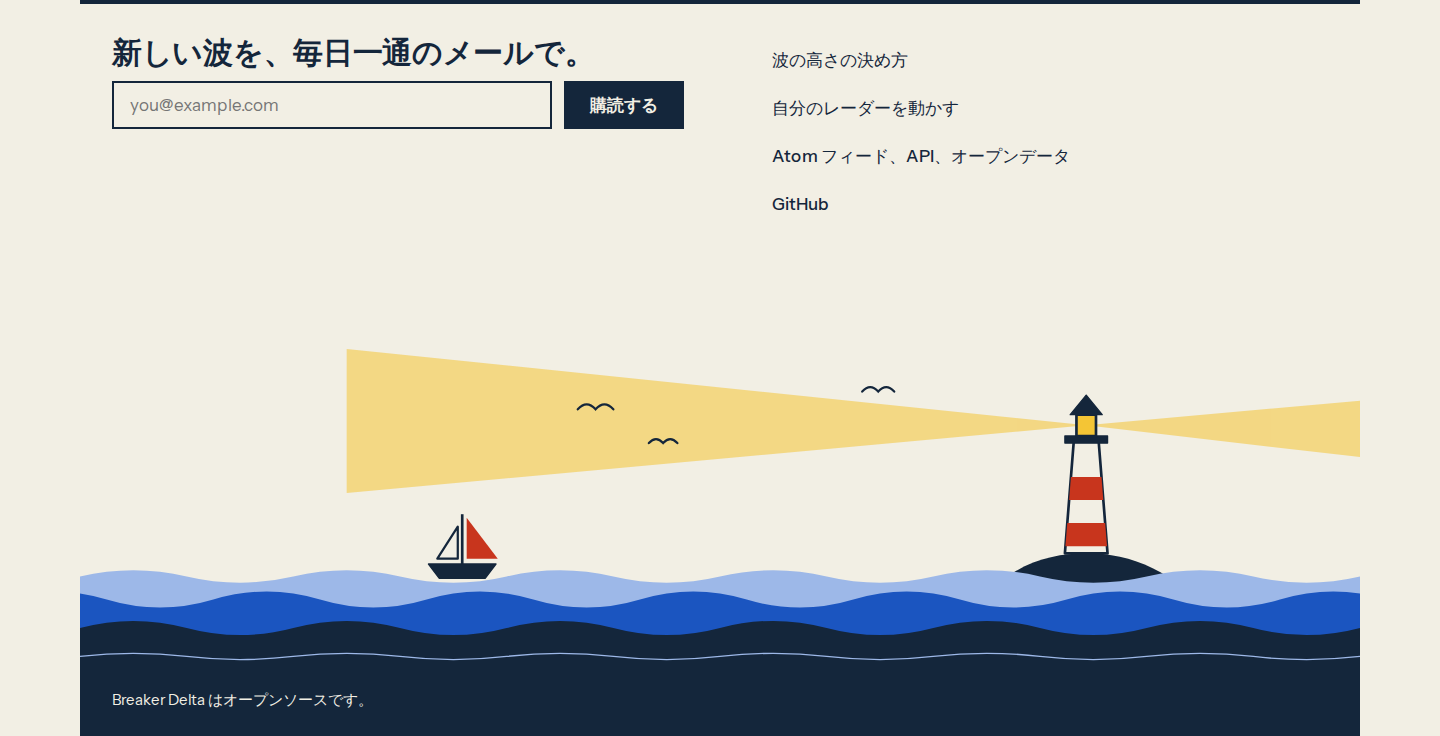 新しい波を、毎日一通のメールで。
you@example.com
購読する
波の高さの決め方
自分のレーダーを動かす
Atom フィード、API、オープンデータ
GitHub
Breaker Delta はオープンソースです。